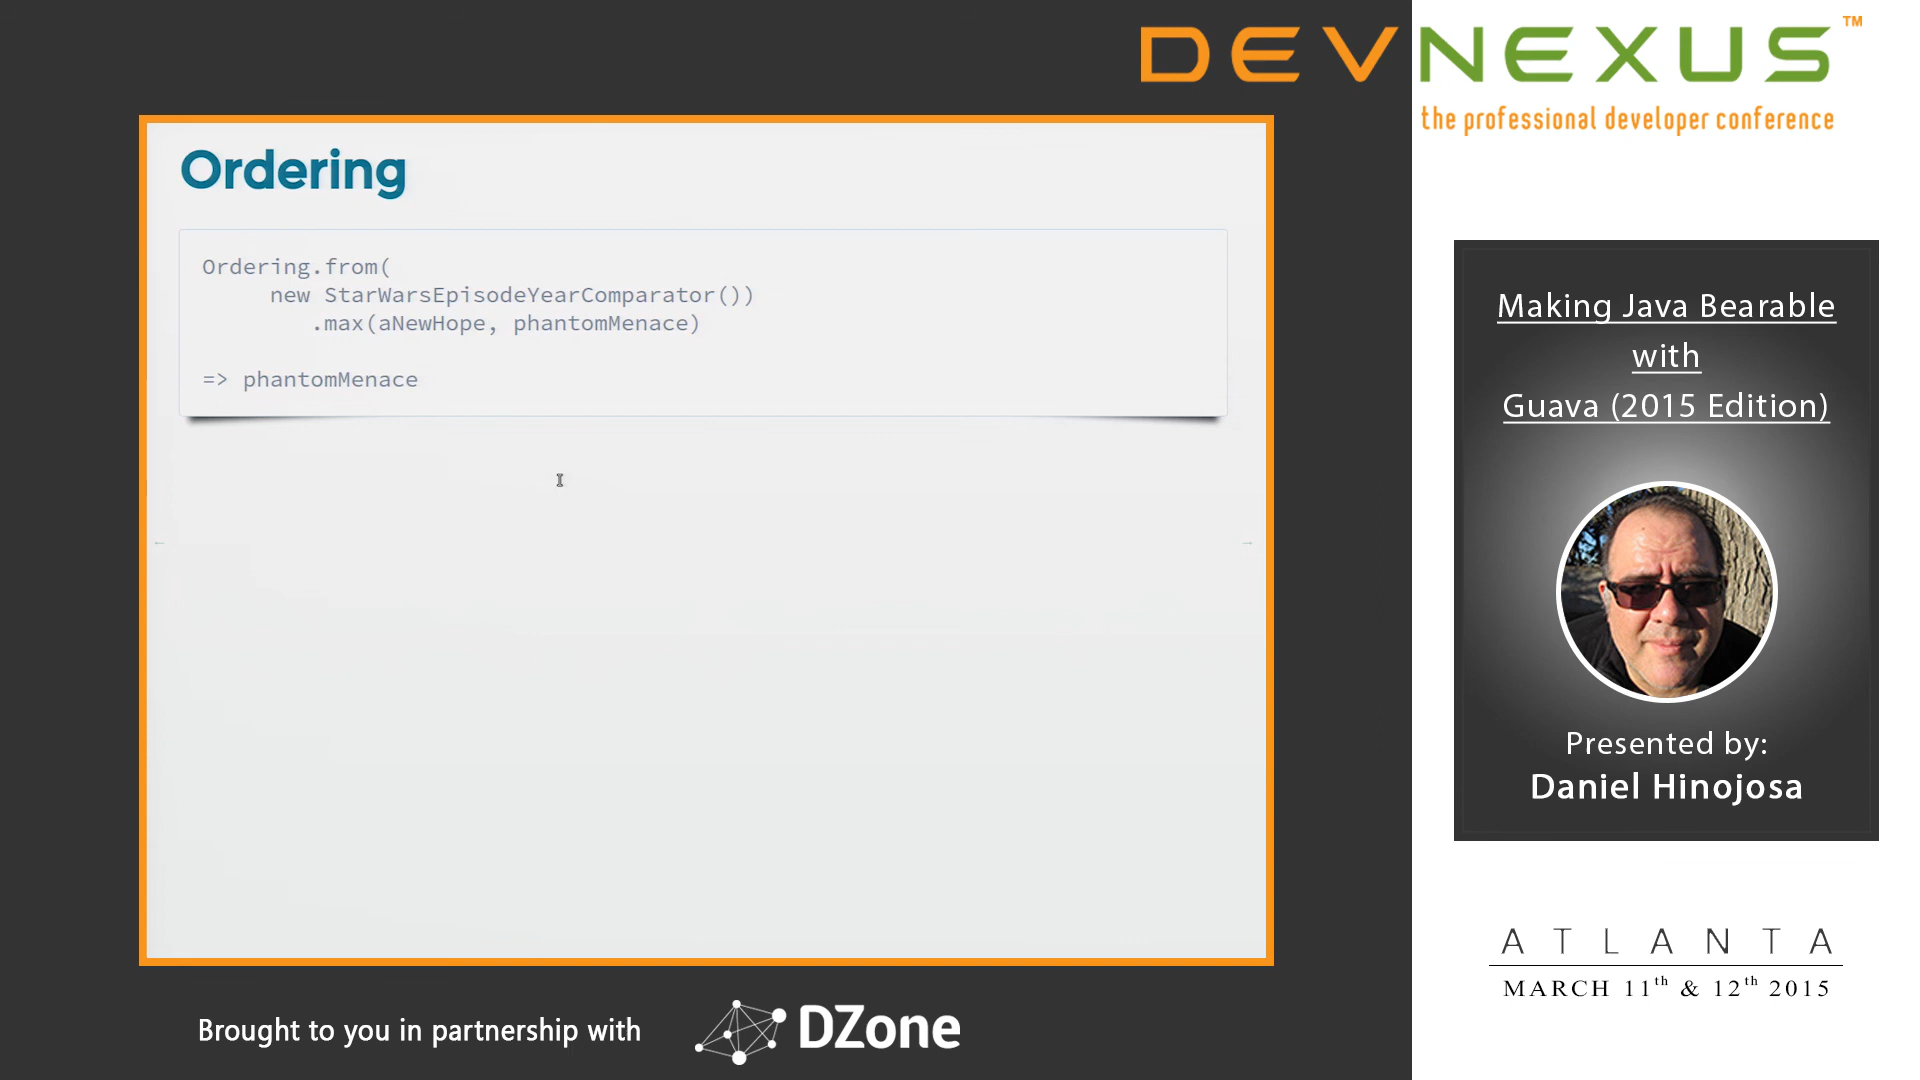 DEVNEXUS™
the professional developer conference
Ordering
Ordering.from(
new StarWarsEpisodeYearComparator())
.max(aNewHope, phantomMenace)
=> phantomMenace
Making Java Bearable
with
Guava (2015 Edition)
Presented by:
Daniel Hinojosa
ATLANTA
MARCH 11th & 12th 2015
Brought to you in partnership with
DZone